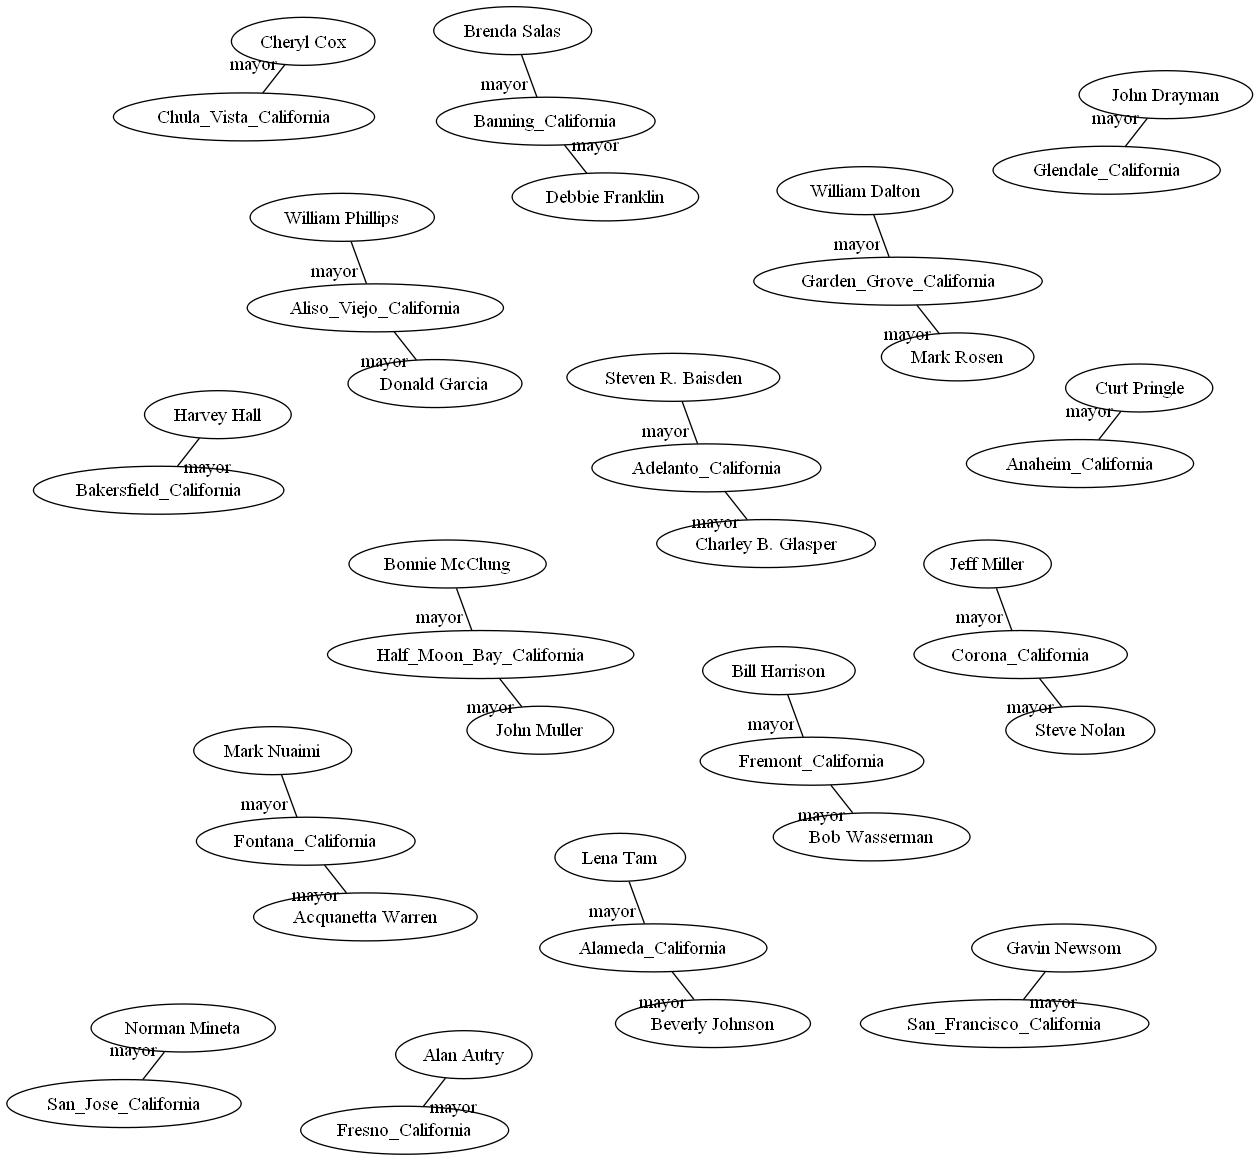 Cheryl Cox
mayor
Chula_Vista_California
Brenda Salas
mayor
Banning_California
mayor
Debbie Franklin
John Drayman
mayor
Glendale_California
William Dalton
mayor
Garden_Grove_California
mayor
Mark Rosen
William Phillips
mayor
Aliso_Viejo_California
mayor
Donald Garcia
Steven R. Baisden
mayor
Adelanto_California
mayor
Charley B. Glasper
Curt Pringle
mayor
Anaheim_California
Harvey Hall
mayor
Bakersfield_California
Bonnie McClung
mayor
Half_Moon_Bay_California
mayor
John Muller
Jeff Miller
mayor
Corona_California
mayor
Steve Nolan
Bill Harrison
mayor
Fremont_California
mayor
Bob Wasserman
Mark Nuaimi
mayor
Fontana_California
mayor
Acquanetta Warren
Lena Tam
mayor
Alameda_California
mayor
Beverly Johnson
Gavin Newsom
mayor
San_Francisco_California
Norman Mineta
mayor
San_Jose_California
Alan Autry
mayor
Fresno_California